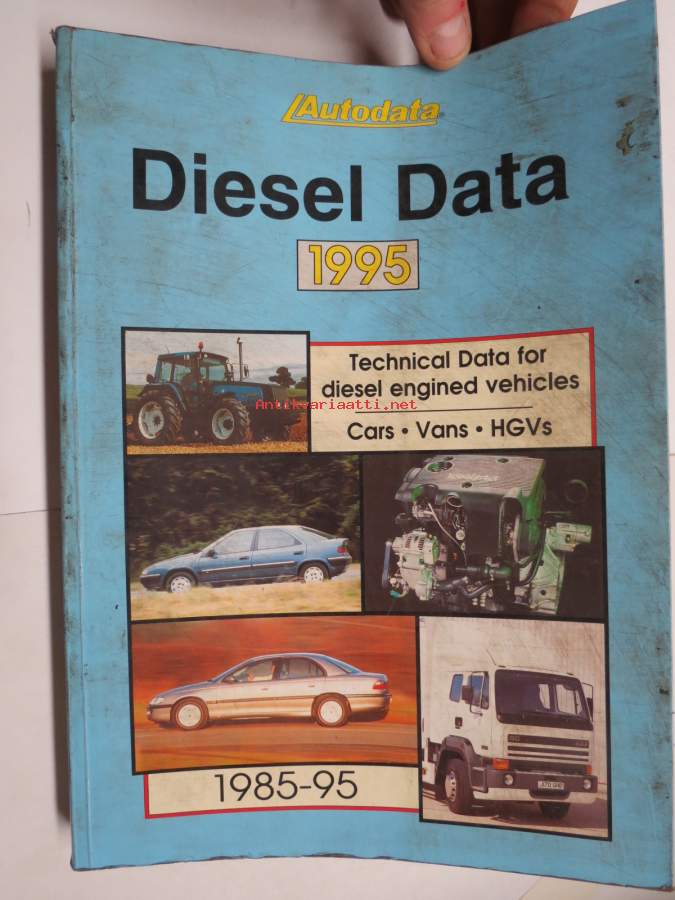 Autodata
Diesel Data
1995
Technical Data for
diesel engined vehicles
Cars • Vans • HGVs
Antikvariaatti.net
1985-95